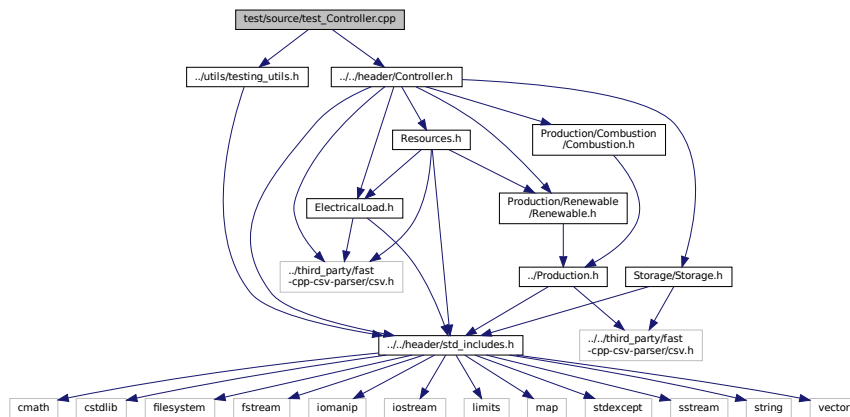 test/source/test_Controller.cpp
../utils/testing_utils.h
../../header/Controller.h
Resources.h
Production/Combustion
/Combustion.h
ElectricalLoad.h
Production/Renewable
/Renewable.h
../third_party/fast
-cpp-csv-parser/csv.h
../Production.h
Storage/Storage.h
../../header/std_includes.h
../../third_party/fast
-cpp-csv-parser/csv.h
cmath
cstdlib
filesystem
fstream
iomanip
iostream
limits
map
stdexcept
sstream
string
vector